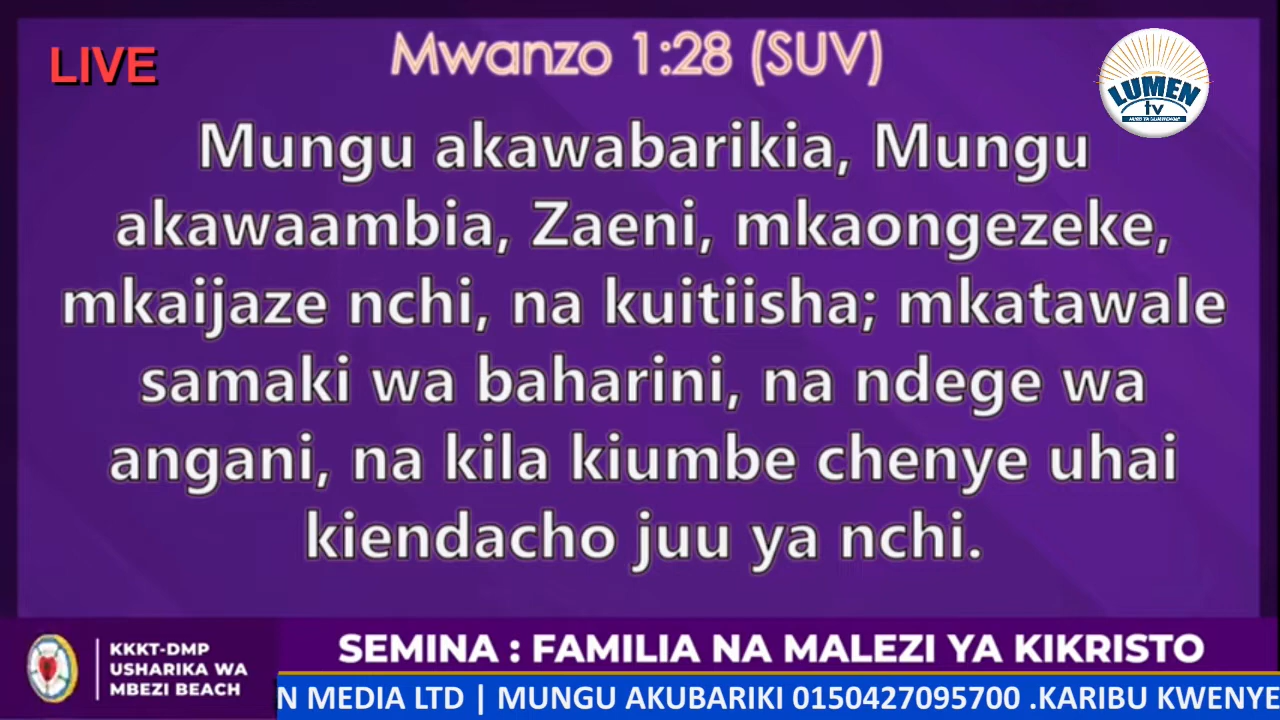 LIVE
Mwanzo 1:28 (SUV)
LUMEN
tv
Mungu akawabarikia, Mungu
akawaambia, Zaeni, mkaongezeke,
mkaijaze nchi, na kuitiisha; mkatawale
samaki wa baharini, na ndege wa
angani, na kila kiumbe chenye uhai
kiendacho juu ya nchi.
KKKT-DMP
USHARIKA WA
MBEZI BEACH
SEMINA : FAMILIA NA MALEZI YA KIKRISTO
N MEDIA LTD | MUNGU AKUBARIKI 0150427095700 .KARIBU KWENYE